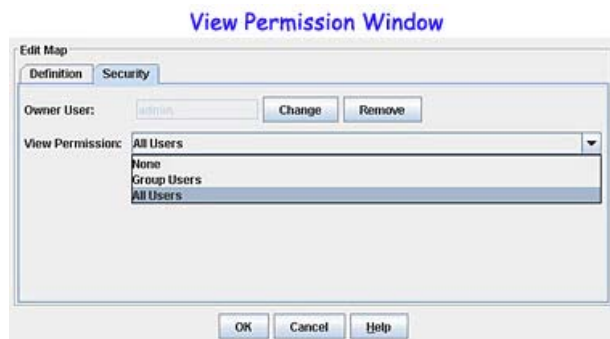 View Permission Window
Edit Map
Definition Security
Owner User: admin Change Remove
View Permission: All Users
None
Group Users
All Users
OK Cancel Help